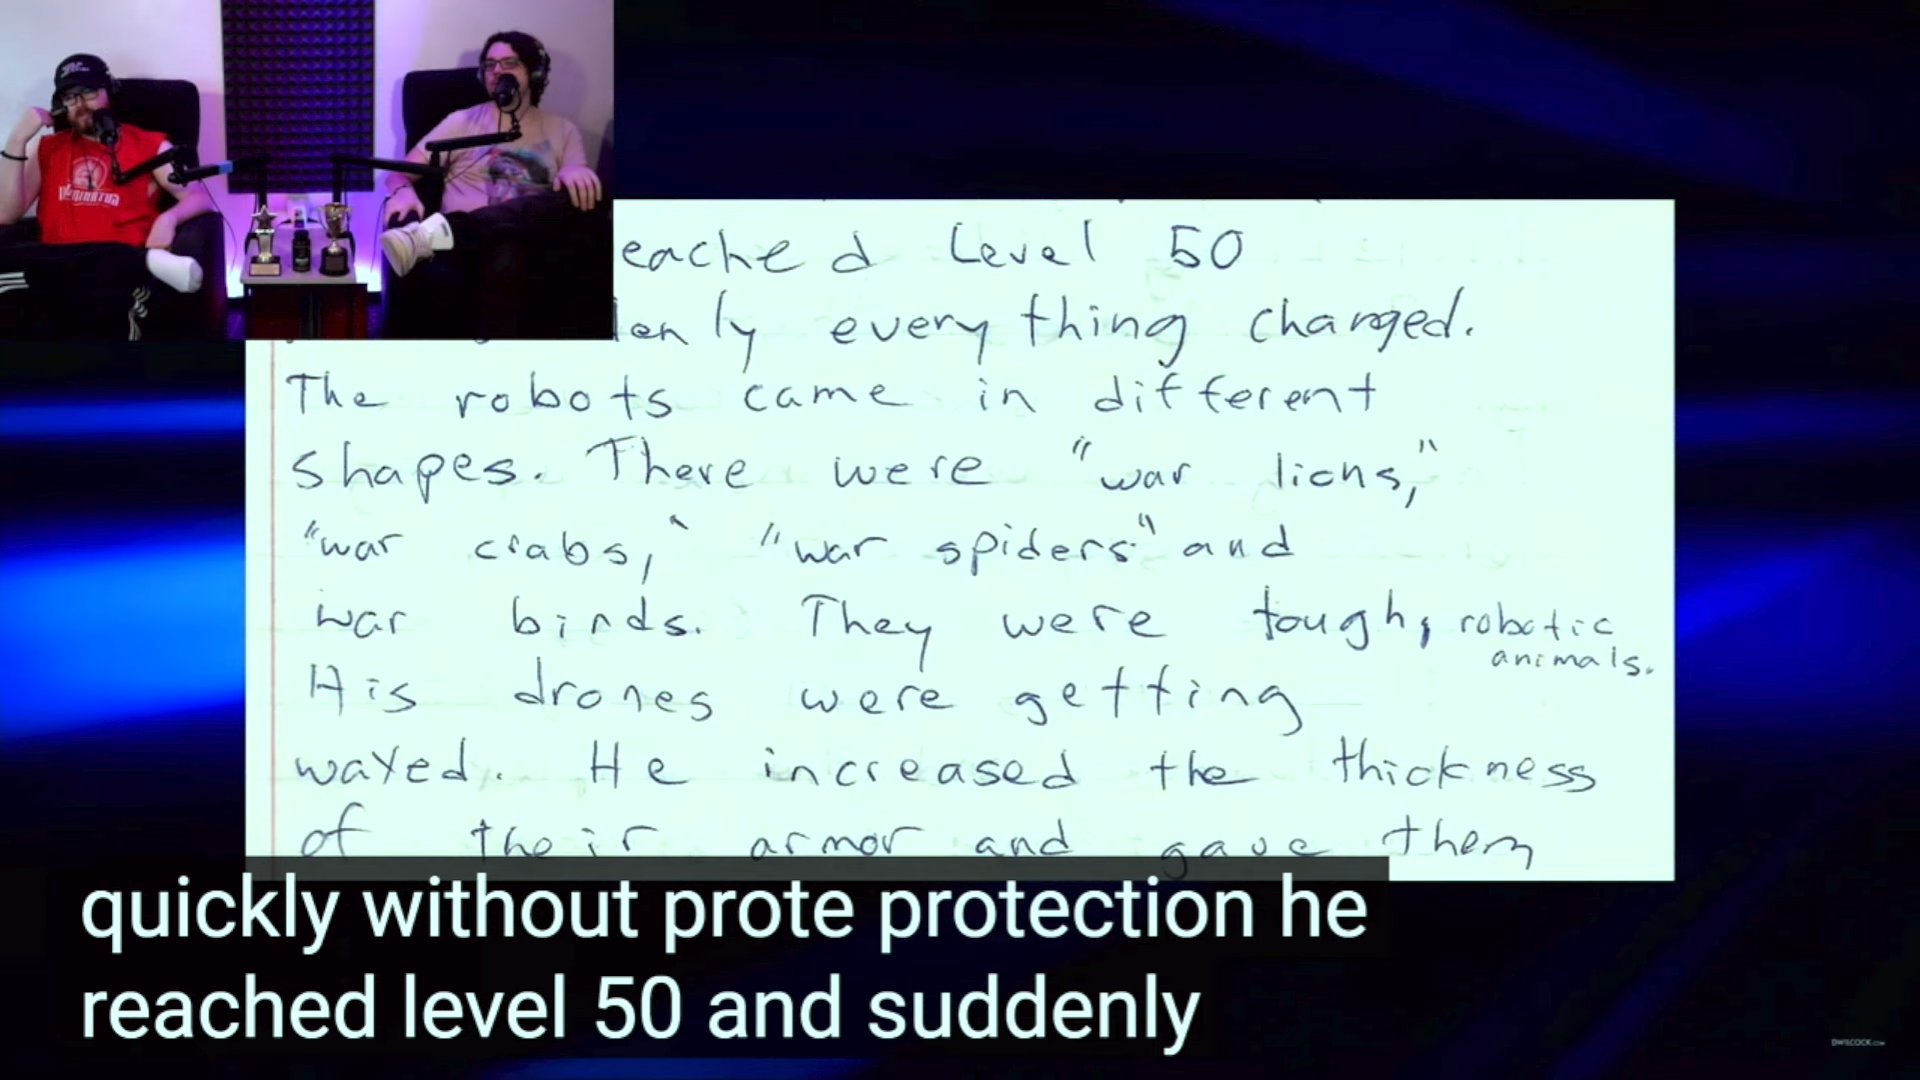 eached Level 50
enly everything changed.
The robots came in different
shapes. There were "war lions,"
"war crabs," "war spiders" and
war birds. They were tough, robotic
animals.
His drones were getting
waxed. He increased the thickness
of their armor and gave them
quickly without prote protection he
reached level 50 and suddenly
DWILCOCK.COM